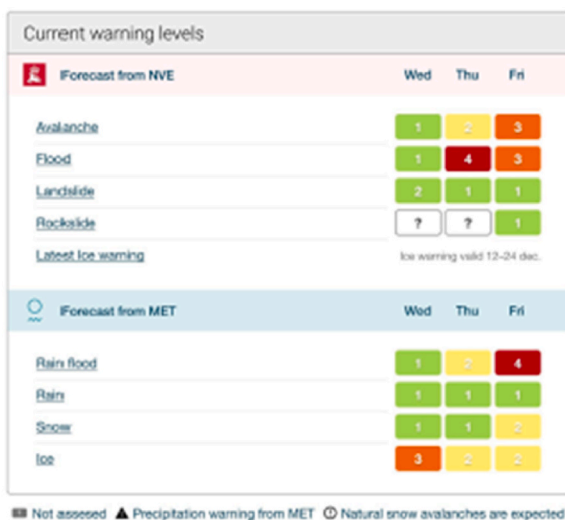 Current warning levels
Forecast from NVE Wed Thu Fri
Avalanche 1 2 3
Flood 1 4 3
Landslide 2 1 1
Rockslide ? ? 1
Latest Ice warning Ice warning valid 12–24 dec.
Forecast from MET Wed Thu Fri
Rain flood 1 2 4
Rain 1 1 1
Snow 1 1 2
Ice 3 2 2
Not assesed Precipitation warning from MET Natural snow avalanches are expected